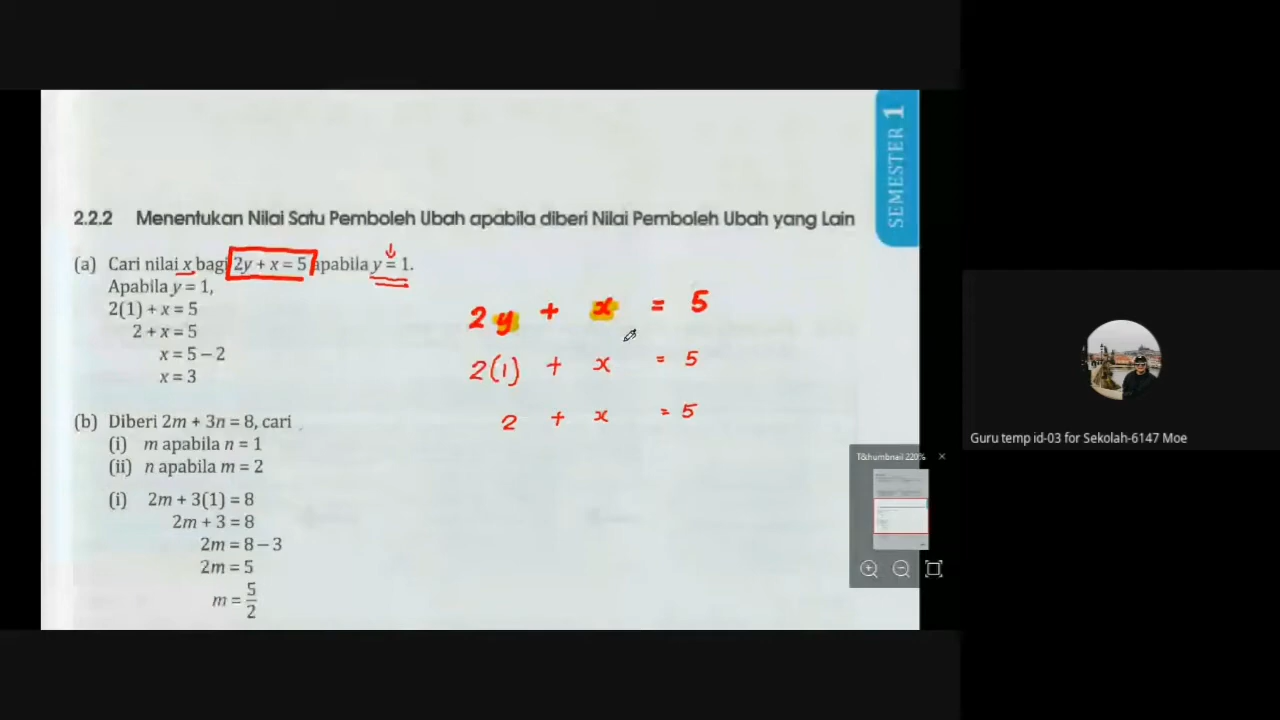 SEMESTER 1
2.2.2 Menentukan Nilai Satu Pemboleh Ubah apabila diberi Nilai Pemboleh Ubah yang Lain
(a) Cari nilai x bagi 2y + x = 5 apabila y = 1.
Apabila y = 1,
2(1) + x = 5
2 + x = 5
x = 5 – 2
x = 3
2y + x = 5
2(1) + x = 5
2 + x = 5
(b) Diberi 2m + 3n = 8, cari
(i) m apabila n = 1
(ii) n apabila m = 2
(i) 2m + 3(1) = 8
2m + 3 = 8
2m = 8 – 3
2m = 5
m = 5/2
T&humbnail 220%
Guru temp id-03 for Sekolah-6147 Moe